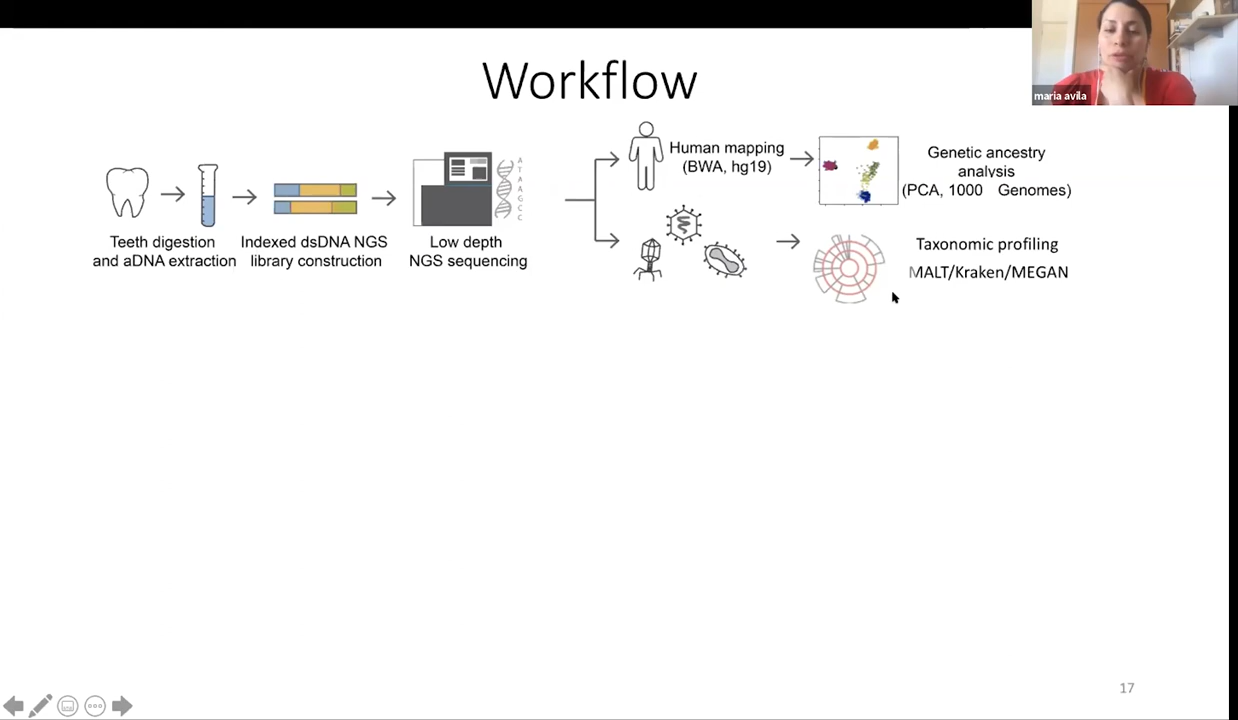 Workflow
maria avila
Teeth digestion
and aDNA extraction
Indexed dsDNA NGS
library construction
A
T
A
A
G
C
C
Low depth
NGS sequencing
Human mapping
(BWA, hg19)
Genetic ancestry
analysis
(PCA, 1000 Genomes)
Taxonomic profiling
MALT/Kraken/MEGAN
17